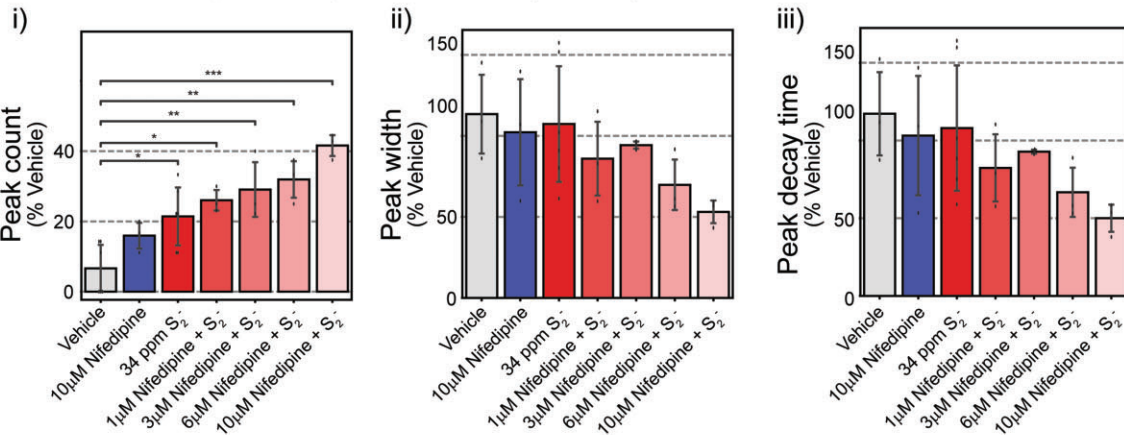 i)
Peak count
(% Vehicle)
40
20
0
***
**
**
*
*
Vehicle
10µM Nifedipine
34 ppm S₂⁻
1µM Nifedipine + S₂⁻
3µM Nifedipine + S₂⁻
6µM Nifedipine + S₂⁻
10µM Nifedipine + S₂⁻
ii)
Peak width
(% Vehicle)
150
100
50
0
Vehicle
10µM Nifedipine
34 ppm S₂⁻
1µM Nifedipine + S₂⁻
3µM Nifedipine + S₂⁻
6µM Nifedipine + S₂⁻
10µM Nifedipine + S₂⁻
iii)
Peak decay time
(% Vehicle)
150
100
50
0
Vehicle
10µM Nifedipine
34 ppm S₂⁻
1µM Nifedipine + S₂⁻
3µM Nifedipine + S₂⁻
6µM Nifedipine + S₂⁻
10µM Nifedipine + S₂⁻